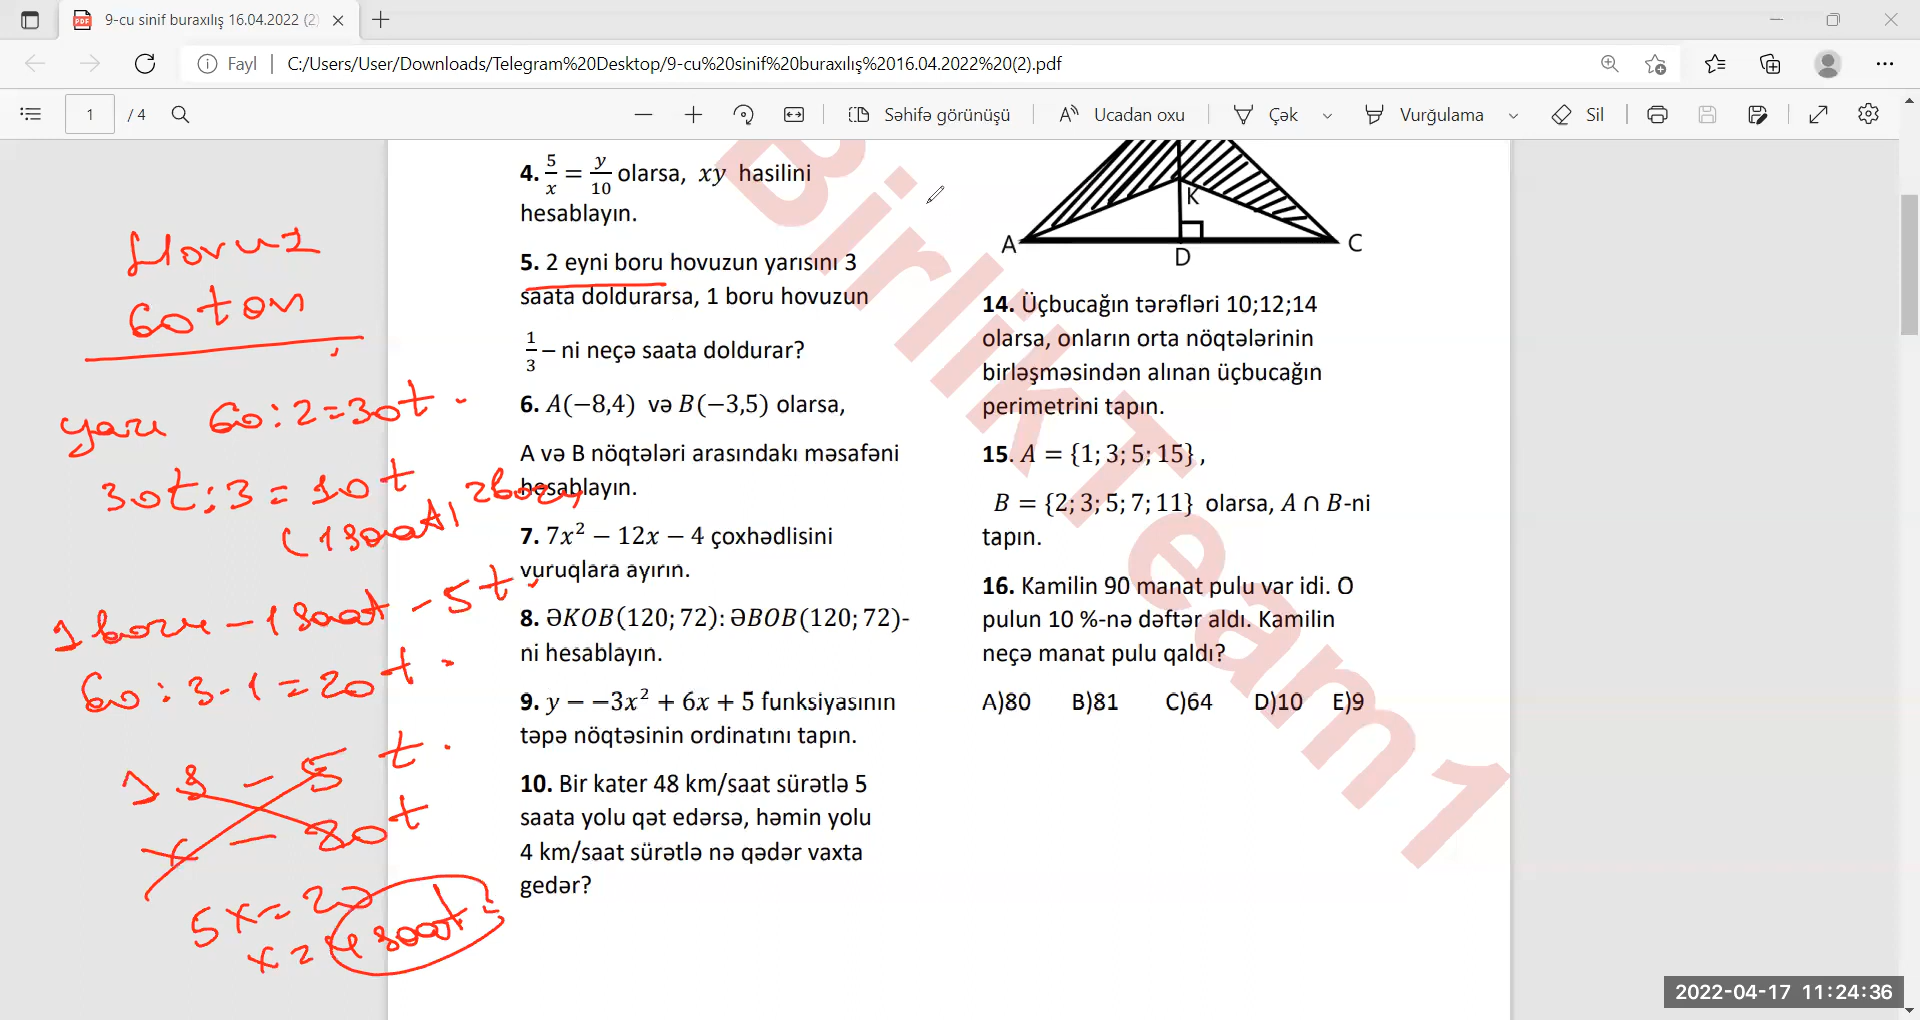 9-cu sinif buraxılış 16.04.2022 (2)
Fayl
C:/Users/User/Downloads/Telegram%20Desktop/9-cu%20sinif%20buraxılış%2016.04.2022%20(2).pdf
1 / 4
Səhifə görünüşü
Ucadan oxu
Çək
Vurğulama
Sil
4. 5/x = y/10 olarsa, xy hasilini
hesablayın.
5. 2 eyni boru hovuzun yarısını 3
saata doldurarsa, 1 boru hovuzun
1/3 – ni neçə saata doldurar?
6. A(−8,4) və B(−3,5) olarsa,
A və B nöqtələri arasındakı məsafəni
hesablayın.
7. 7x² − 12x − 4 çoxhədlisini
vuruqlara ayırın.
8. ƏKOB(120; 72): ƏBOB(120; 72)-
ni hesablayın.
9. y − −3x² + 6x + 5 funksiyasının
təpə nöqtəsinin ordinatını tapın.
10. Bir kater 48 km/saat sürətlə 5
saata yolu qət edərsə, həmin yolu
4 km/saat sürətlə nə qədər vaxta
gedər?
K
A
D
C
14. Üçbucağın tərəfləri 10;12;14
olarsa, onların orta nöqtələrinin
birləşməsindən alınan üçbucağın
perimetrini tapın.
15. A = {1; 3; 5; 15},
B = {2; 3; 5; 7; 11} olarsa, A ∩ B-ni
tapın.
16. Kamilin 90 manat pulu var idi. O
pulun 10 %-nə dəftər aldı. Kamilin
neçə manat pulu qaldı?
A)80 B)81 C)64 D)10 E)9
BirlikTeam1
Hovuz
60 ton
yarı 60:2=30t.
30t:3=10t
(1 saat) 2 boru
1 boru - 1 saat - 5t.
60:3·1=20t.
1s - 5t.
x - 20t
5x=20
x=4 saat
2022-04-17 11:24:36